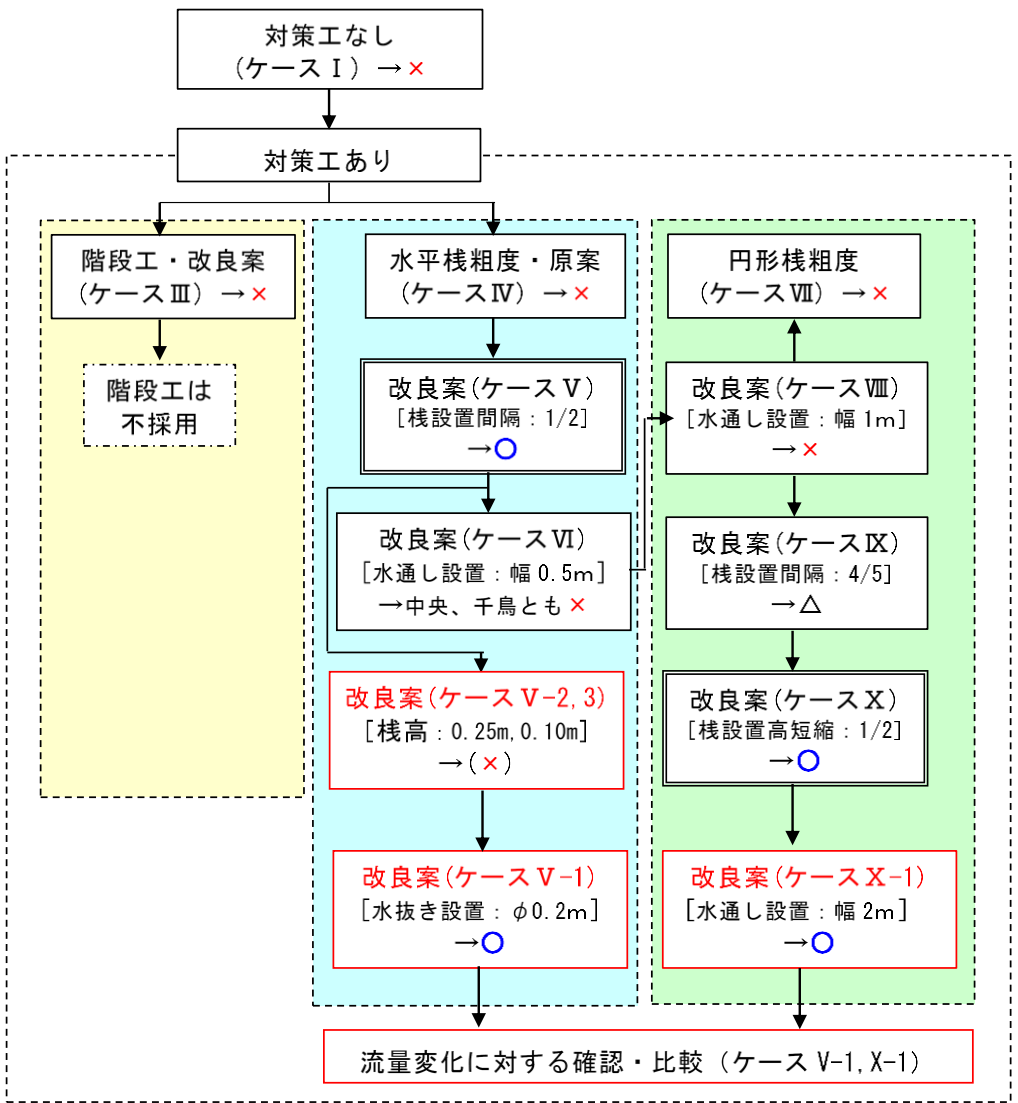 対策工なし
(ケースⅠ) →×
対策工あり
階段工・改良案
(ケースⅢ) →×
階段工は
不採用
水平桟粗度・原案
(ケースⅣ) →×
改良案(ケースⅤ)
[桟設置間隔：1/2]
→○
改良案(ケースⅥ)
[水通し設置：幅0.5m]
→中央、千鳥とも×
改良案(ケースⅤ-2,3)
[桟高：0.25m,0.10m]
→(×)
改良案(ケースⅤ-1)
[水抜き設置：φ0.2m]
→○
円形桟粗度
(ケースⅦ) →×
改良案(ケースⅧ)
[水通し設置：幅1m]
→×
改良案(ケースⅨ)
[桟設置間隔：4/5]
→△
改良案(ケースⅩ)
[桟設置高短縮：1/2]
→○
改良案(ケースⅩ-1)
[水通し設置：幅2m]
→○
流量変化に対する確認・比較（ケース V-1,X-1）